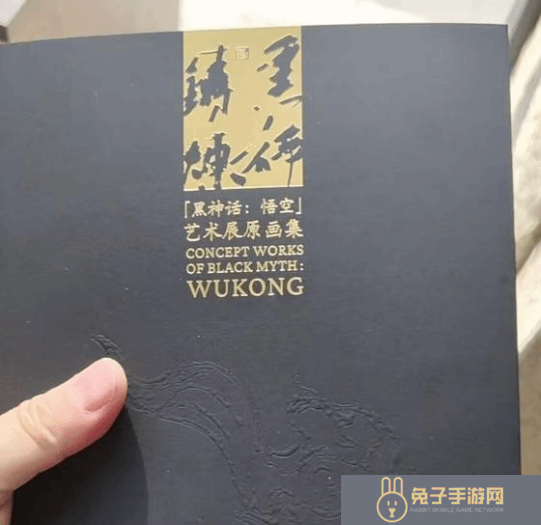 「黑神话：悟空」
艺术展原画集
CONCEPT WORKS
OF BLACK MYTH:
WUKONG
兔子手游网
RABBIT MOBILE GAME NETWORK